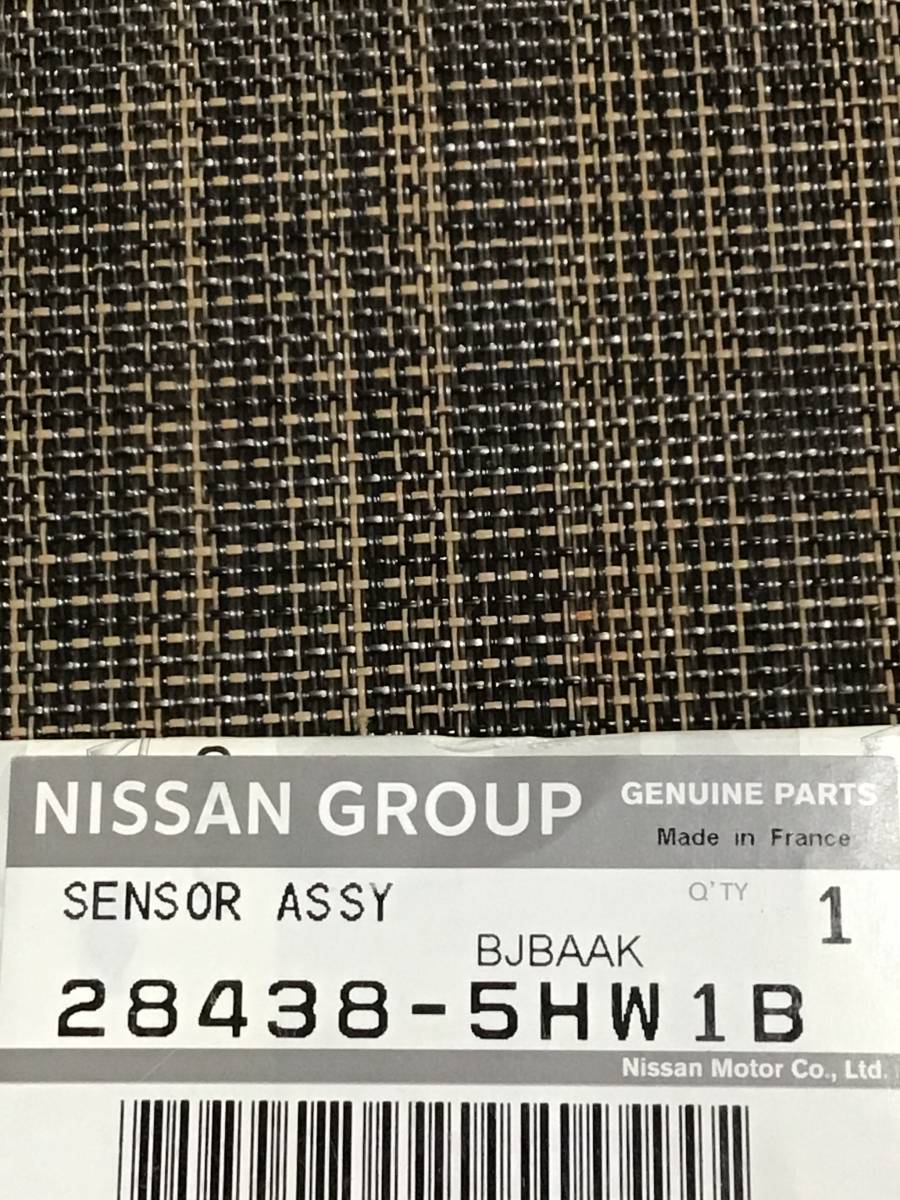 NISSAN GROUP GENUINE PARTS
Made in France
SENSOR ASSY Q'TY 1
BJBAAK
28438-5HW1B
Nissan Motor Co., Ltd.